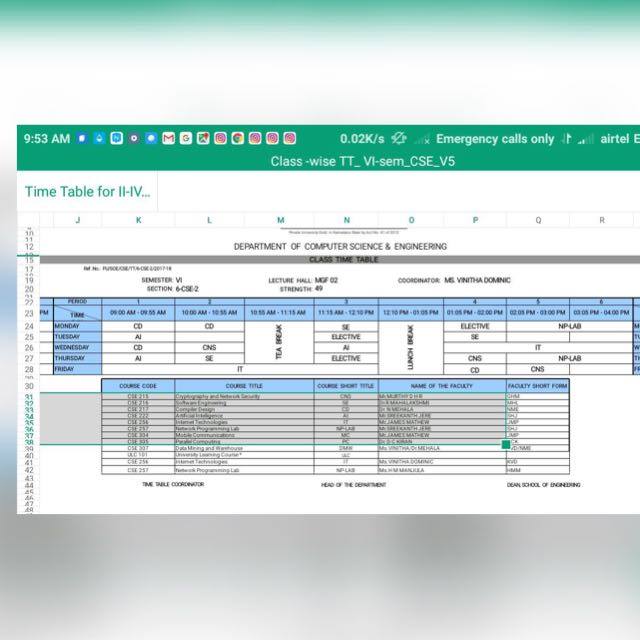 9:53 AM 0.02K/s Emergency calls only airtel E
Class -wise TT_ VI-sem_CSE_V5
Time Table for II-IV...
J K L M N O P Q R
DEPARTMENT OF COMPUTER SCIENCE & ENGINEERING
CLASS TIME TABLE
SEMESTER: VI LECTURE HALL: MGF 02 COORDINATOR: MS. VINITHA DOMINIC
SECTION: 6-CSE-2 STRENGTH: 49
PERIOD 1 2 3 4 5 6
PM TIME 09:00 AM - 09:55 AM 10:00 AM - 10:55 AM 10:55 AM - 11:15 AM 11:15 AM - 12:10 PM 12:10 PM - 01:05 PM 01:05 PM - 02:00 PM 02:05 PM - 03:00 PM 03:05 PM - 04:00 PM
MONDAY CD CD TEA BREAK SE LUNCH BREAK ELECTIVE NP-LAB
TUESDAY AI ELECTIVE SE
WEDNESDAY CD CNS AI IT
THURSDAY AI SE ELECTIVE CNS NP-LAB
FRIDAY IT CD CNS
COURSE CODE COURSE TITLE COURSE SHORT TITLE NAME OF THE FACULTY FACULTY SHORT FORM
CSE 215 Cryptography and Network Security CNS Mr.MURTHY D H R
CSE 216 Software Engineering SE Dr.R MAHALAKSHMI MHL
CSE 217 Compiler Design CD Dr. N MEHALA NME
CSE 222 Artificial Intelligence AI Mr.SREEKANTH JERE SHJ
CSE 256 Internet Technologies IT Mr.JAMES MATHEW JMP
CSE 257 Network Programming Lab NP-LAB Mr.SREEKANTH JERE SHJ
CSE 304 Mobile Communications MC Mr.JAMES MATHEW JMP
CSE 305 Parallel Computing PC Dr. D C KIRAN
CSE 307 Data Mining and Warehouse DMW Ms. VINITHA/Dr.MEHALA VD/NME
ULC 101 University Learning Course* ULC
CSE 256 Internet Technologies IT Ms. VINITHA DOMINIC KVD
CSE 257 Network Programming Lab NP-LAB Ms. H M MANJULA HMM
TIME TABLE COORDINATOR HEAD OF THE DEPARTMENT DEAN, SCHOOL OF ENGINEERING